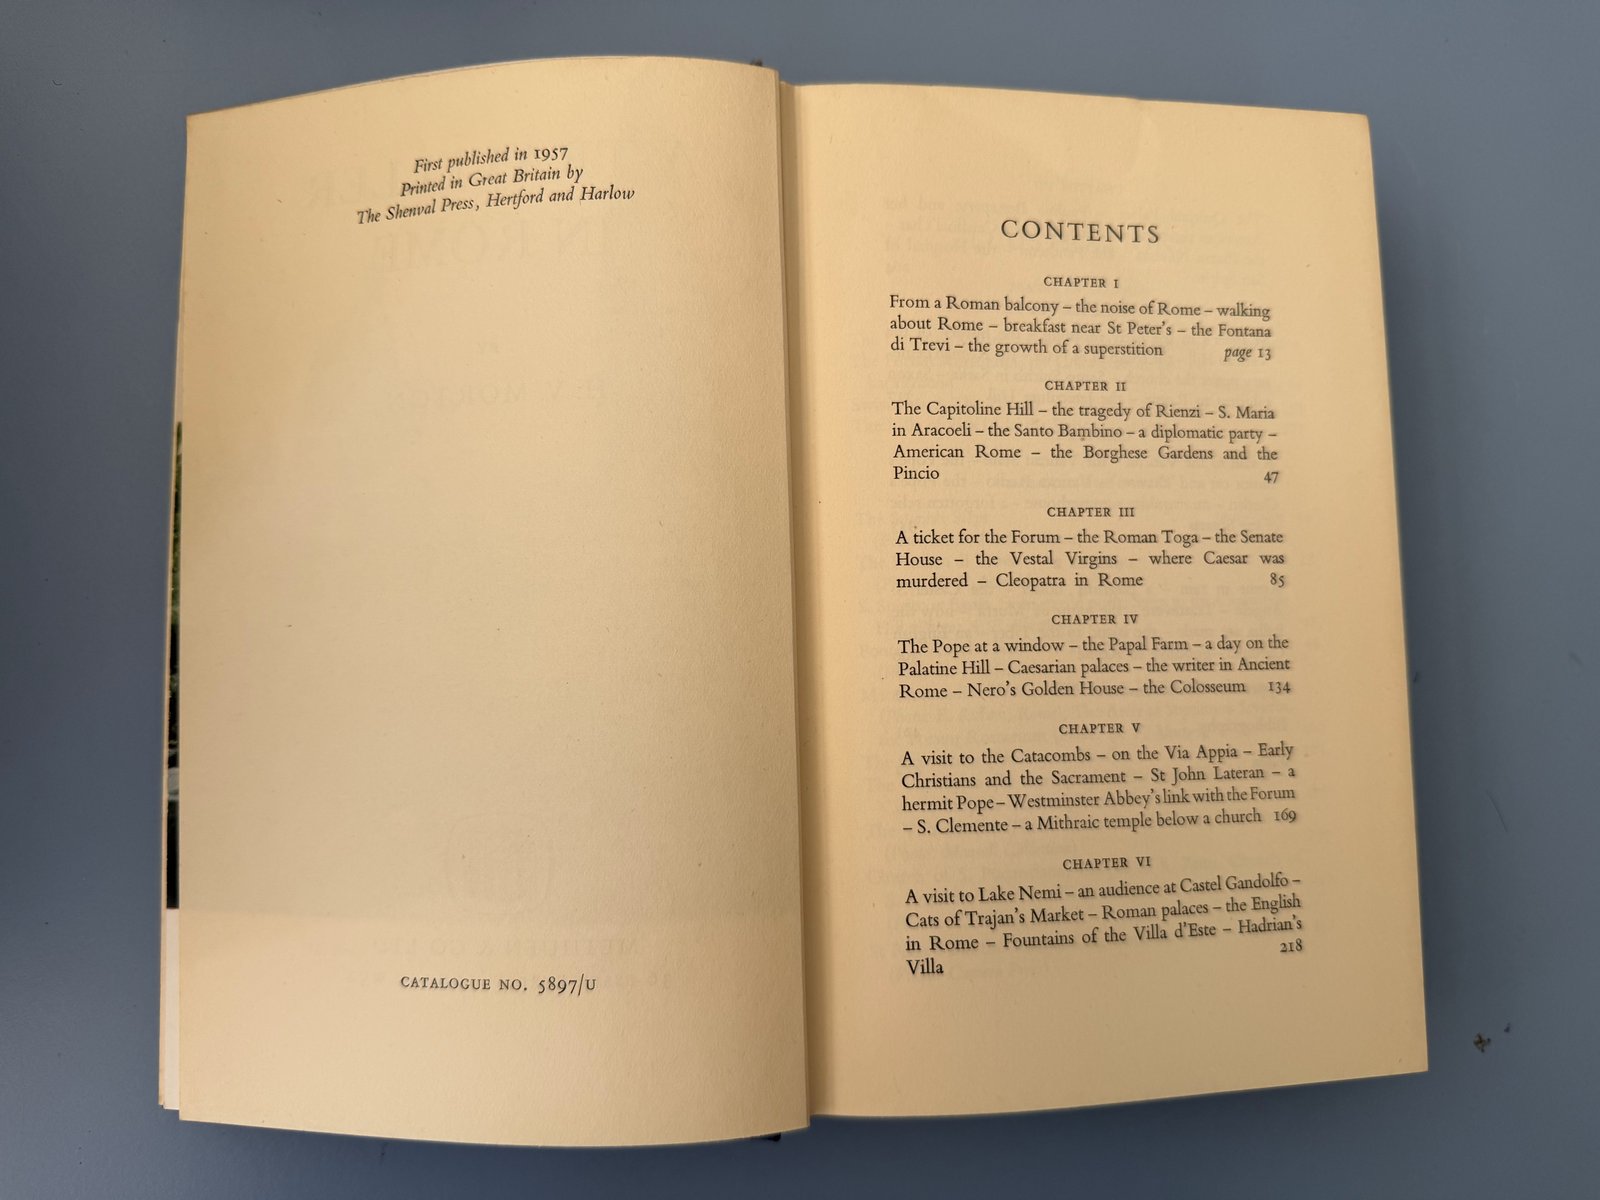 First published in 1957
Printed in Great Britain by
The Shenval Press, Hertford and Harlow
CATALOGUE NO. 5897/U
CONTENTS
CHAPTER I
From a Roman balcony – the noise of Rome – walking
about Rome – breakfast near St Peter's – the Fontana
di Trevi – the growth of a superstition page 13
CHAPTER II
The Capitoline Hill – the tragedy of Rienzi – S. Maria
in Aracoeli – the Santo Bambino – a diplomatic party –
American Rome – the Borghese Gardens and the
Pincio 47
CHAPTER III
A ticket for the Forum – the Roman Toga – the Senate
House – the Vestal Virgins – where Caesar was
murdered – Cleopatra in Rome 85
CHAPTER IV
The Pope at a window – the Papal Farm – a day on the
Palatine Hill – Caesarian palaces – the writer in Ancient
Rome – Nero's Golden House – the Colosseum 134
CHAPTER V
A visit to the Catacombs – on the Via Appia – Early
Christians and the Sacrament – St John Lateran – a
hermit Pope – Westminster Abbey's link with the Forum
– S. Clemente – a Mithraic temple below a church 169
CHAPTER VI
A visit to Lake Nemi – an audience at Castel Gandolfo –
Cats of Trajan's Market – Roman palaces – the English
in Rome – Fountains of the Villa d'Este – Hadrian's
Villa 218